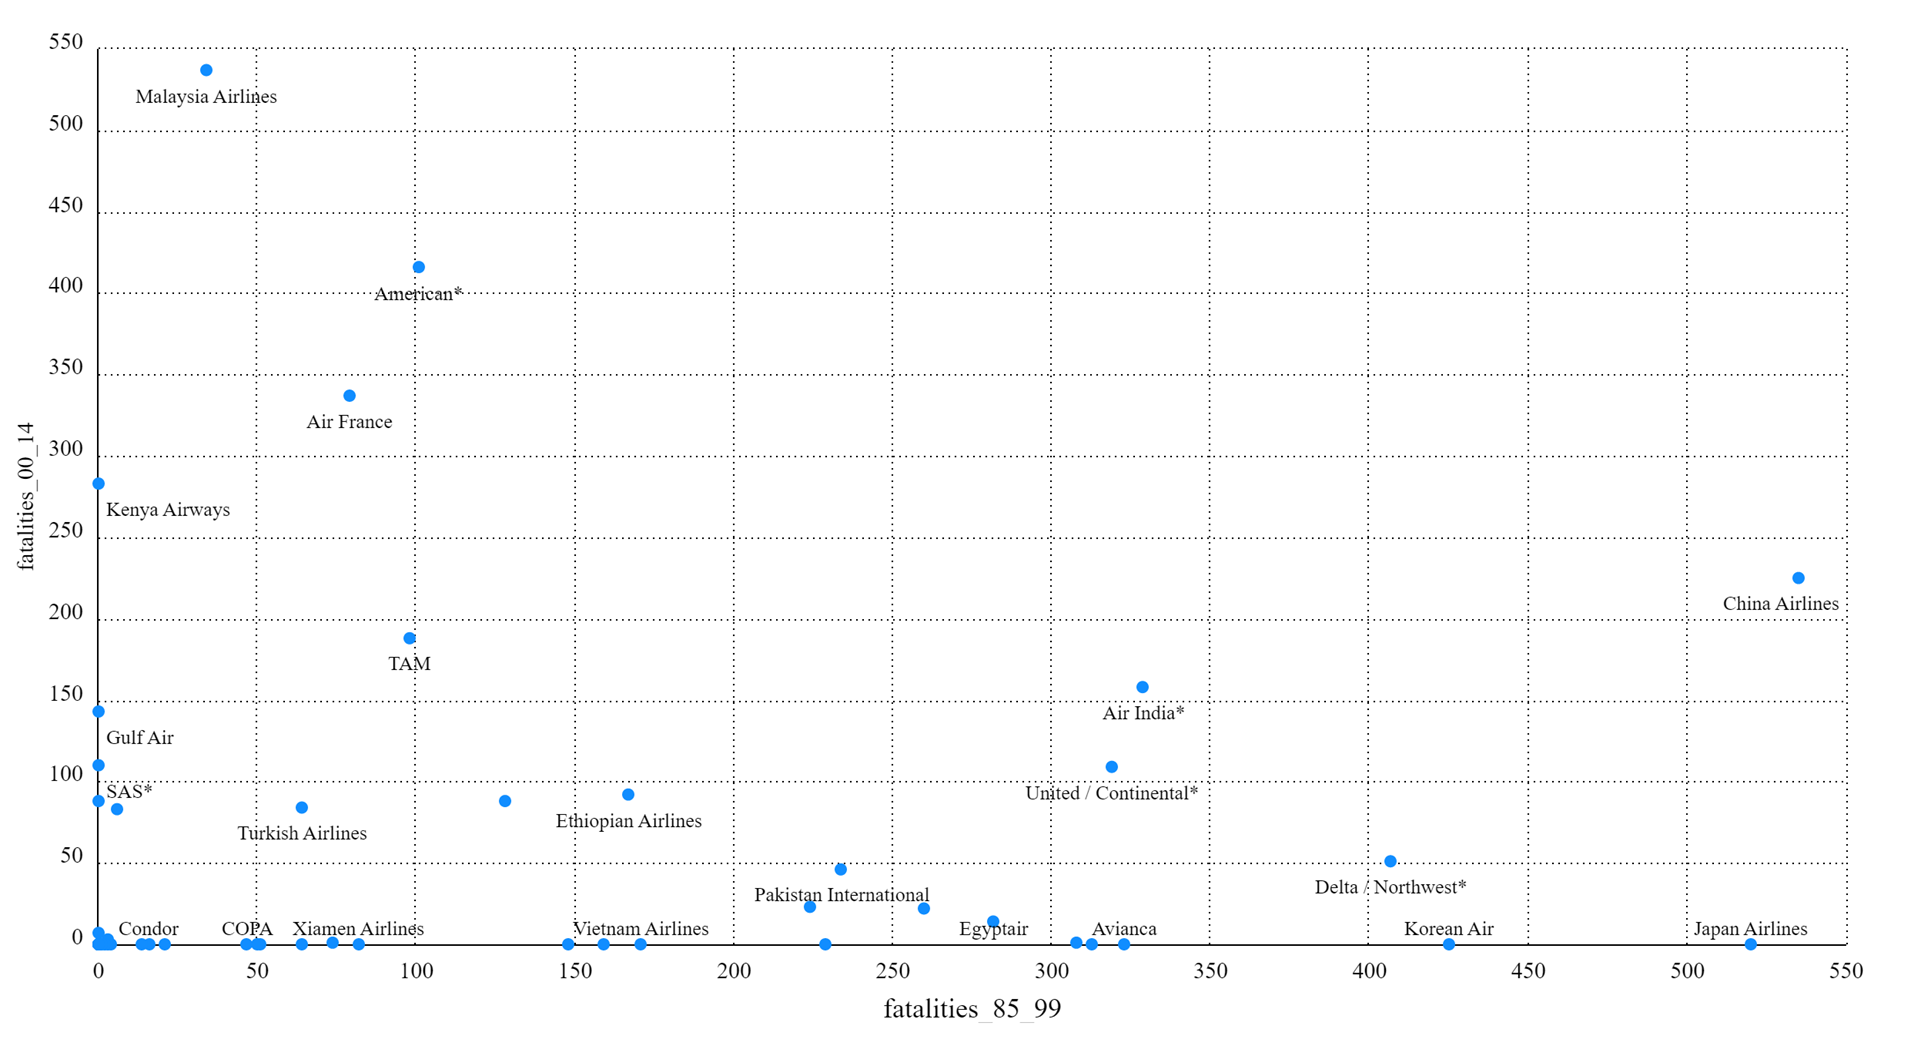 550
Malaysia Airlines
500
450
400
American*
350
Air France
300
Kenya Airways
250
China Airlines
200
TAM
150
Air India*
Gulf Air
100
SAS*
United / Continental*
Turkish Airlines
Ethiopian Airlines
50
Delta / Northwest*
Pakistan International
Condor
COPA
Xiamen Airlines
Vietnam Airlines
Egyptair
Avianca
Korean Air
Japan Airlines
0
fatalities_00_14
0 50 100 150 200 250 300 350 400 450 500 550
fatalities_85_99